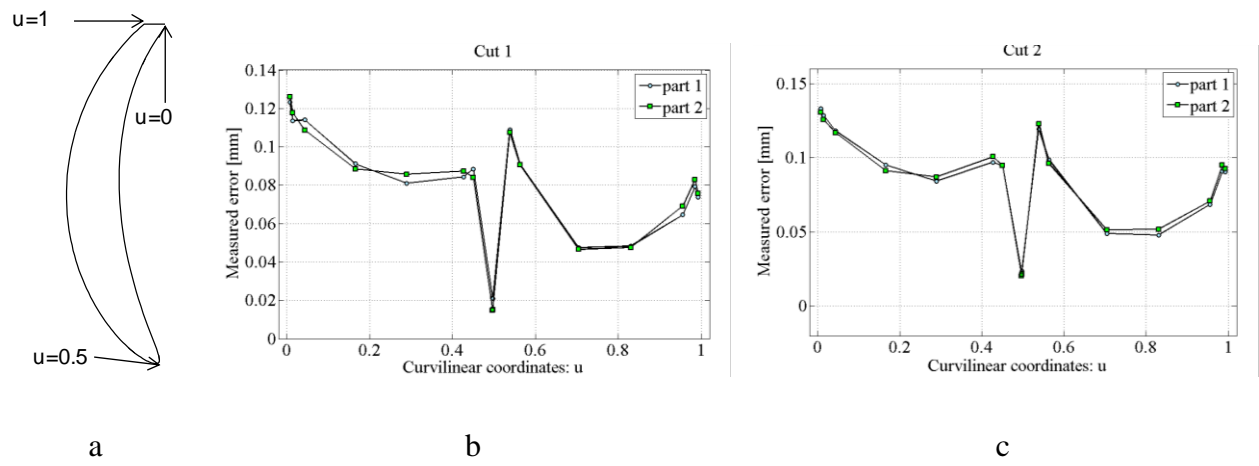 u=1
u=0
u=0.5
a
Cut 1
part 1
part 2
0.14
0.12
0.1
0.08
0.06
0.04
0.02
0
Measured error [mm]
0 0.2 0.4 0.6 0.8 1
Curvilinear coordinates: u
b
Cut 2
part 1
part 2
0.15
0.1
0.05
0
Measured error [mm]
0 0.2 0.4 0.6 0.8 1
Curvilinear coordinates: u
c